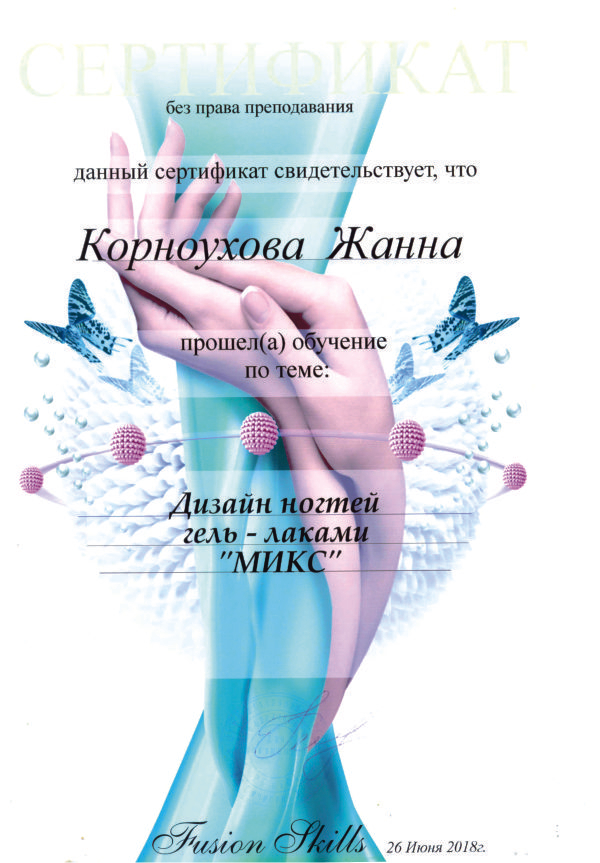 СЕРТИФИКАТ
без права преподавания
данный сертификат свидетельствует, что
Корноухова Жанна
прошел(а) обучение
по теме:
Дизайн ногтей
гель - лаками
"МИКС"
Fusion Skills 26 Июня 2018г.